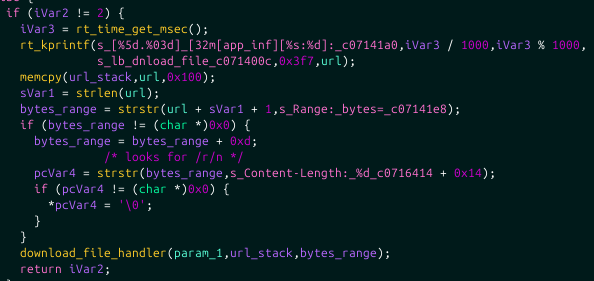 if (iVar2 != 2) {
iVar3 = rt_time_get_msec();
rt_kprintf(s_[%5d.%03d]_[32m[app_inf][%s:%d]:_c07141a0,iVar3 / 1000,iVar3 % 1000,
s_lb_dnload_file_c071400c,0x3f7,url);
memcpy(url_stack,url,0x100);
sVar1 = strlen(url);
bytes_range = strstr(url + sVar1 + 1,s_Range:_bytes=_c07141e8);
if (bytes_range != (char *)0x0) {
bytes_range = bytes_range + 0xd;
/* looks for /r/n */
pcVar4 = strstr(bytes_range,s_Content-Length:_%d_c0716414 + 0x14);
if (pcVar4 != (char *)0x0) {
*pcVar4 = '\0';
}
}
download_file_handler(param_1,url_stack,bytes_range);
return iVar2;